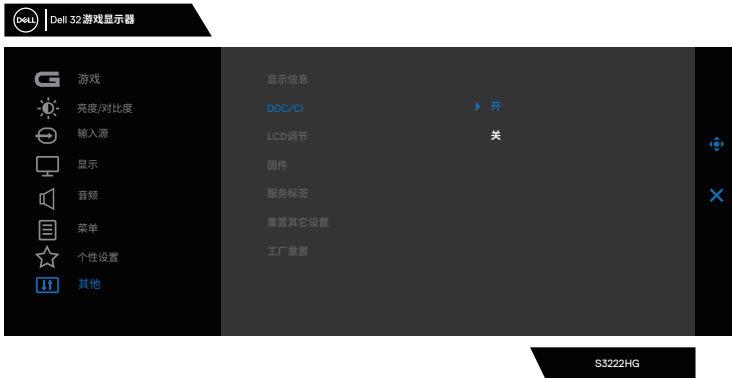 DELL Dell 32游戏显示器
游戏
亮度/对比度
输入源
显示
音频
菜单
个性设置
其他
显示信息
DDC/CI 开
LCD调节 关
固件
服务标签
重置其它设置
工厂重置
S3222HG